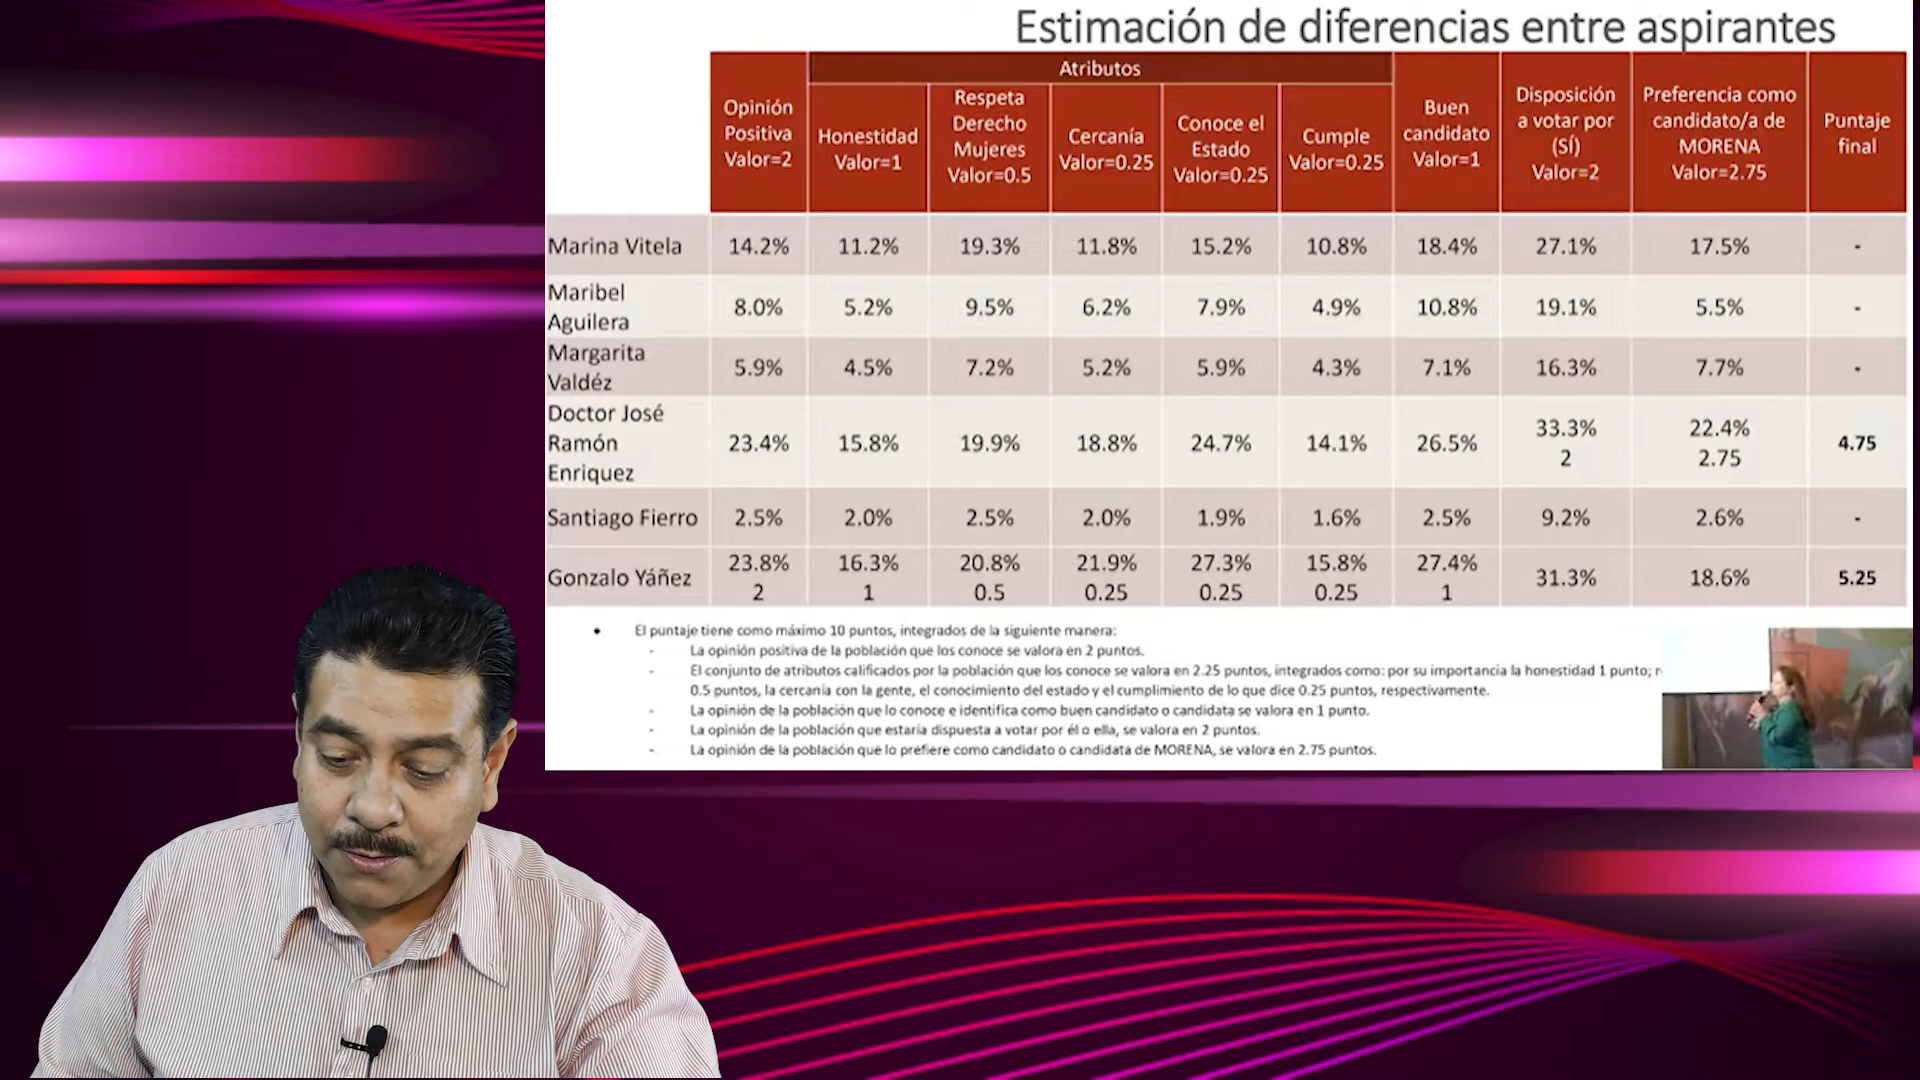 Estimación de diferencias entre aspirantes
Atributos
Opinión
Positiva
Valor=2
Honestidad
Valor=1
Respeta
Derecho
Mujeres
Valor=0.5
Cercanía
Valor=0.25
Conoce el
Estado
Valor=0.25
Cumple
Valor=0.25
Buen
candidato
Valor=1
Disposición
a votar por
(SÍ)
Valor=2
Preferencia como
candidato/a de
MORENA
Valor=2.75
Puntaje
final
Marina Vitela 14.2% 11.2% 19.3% 11.8% 15.2% 10.8% 18.4% 27.1% 17.5% -
Maribel
Aguilera
8.0% 5.2% 9.5% 6.2% 7.9% 4.9% 10.8% 19.1% 5.5% -
Margarita
Valdéz
5.9% 4.5% 7.2% 5.2% 5.9% 4.3% 7.1% 16.3% 7.7% -
Doctor José
Ramón
Enriquez
23.4% 15.8% 19.9% 18.8% 24.7% 14.1% 26.5% 33.3% 22.4% 4.75
2 2.75
Santiago Fierro 2.5% 2.0% 2.5% 2.0% 1.9% 1.6% 2.5% 9.2% 2.6% -
Gonzalo Yáñez 23.8% 16.3% 20.8% 21.9% 27.3% 15.8% 27.4% 31.3% 18.6% 5.25
2 1 0.5 0.25 0.25 0.25 1
• El puntaje tiene como máximo 10 puntos, integrados de la siguiente manera:
- La opinión positiva de la población que los conoce se valora en 2 puntos.
- El conjunto de atributos calificados por la población que los conoce se valora en 2.25 puntos, integrados como: por su importancia la honestidad 1 punto;
0.5 puntos, la cercanía con la gente, el conocimiento del estado y el cumplimiento de lo que dice 0.25 puntos, respectivamente.
- La opinión de la población que lo conoce e identifica como buen candidato o candidata se valora en 1 punto.
- La opinión de la población que estaría dispuesta a votar por él o ella, se valora en 2 puntos.
- La opinión de la población que lo prefiere como candidato o candidata de MORENA, se valora en 2.75 puntos.